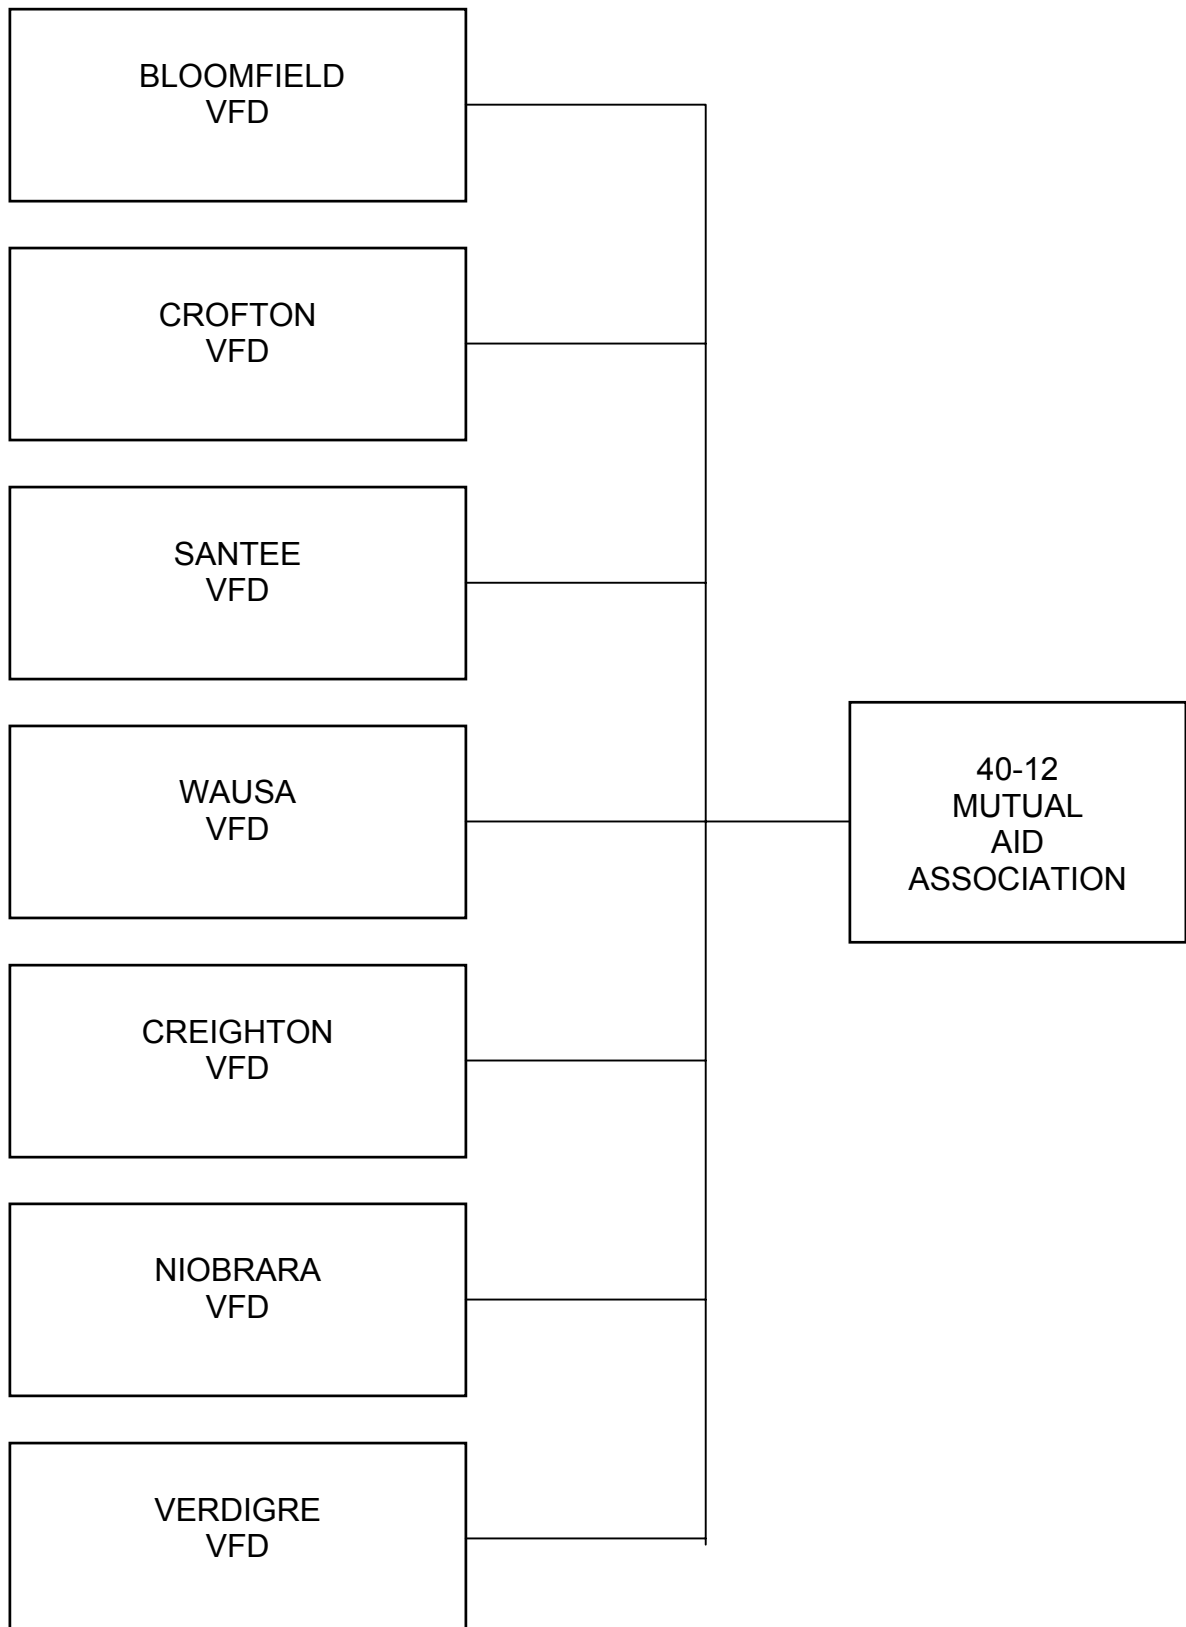 BLOOMFIELD
VFD
CROFTON
VFD
SANTEE
VFD
WAUSA
VFD
CREIGHTON
VFD
NIOBRARA
VFD
VERDIGRE
VFD
40-12
MUTUAL
AID
ASSOCIATION